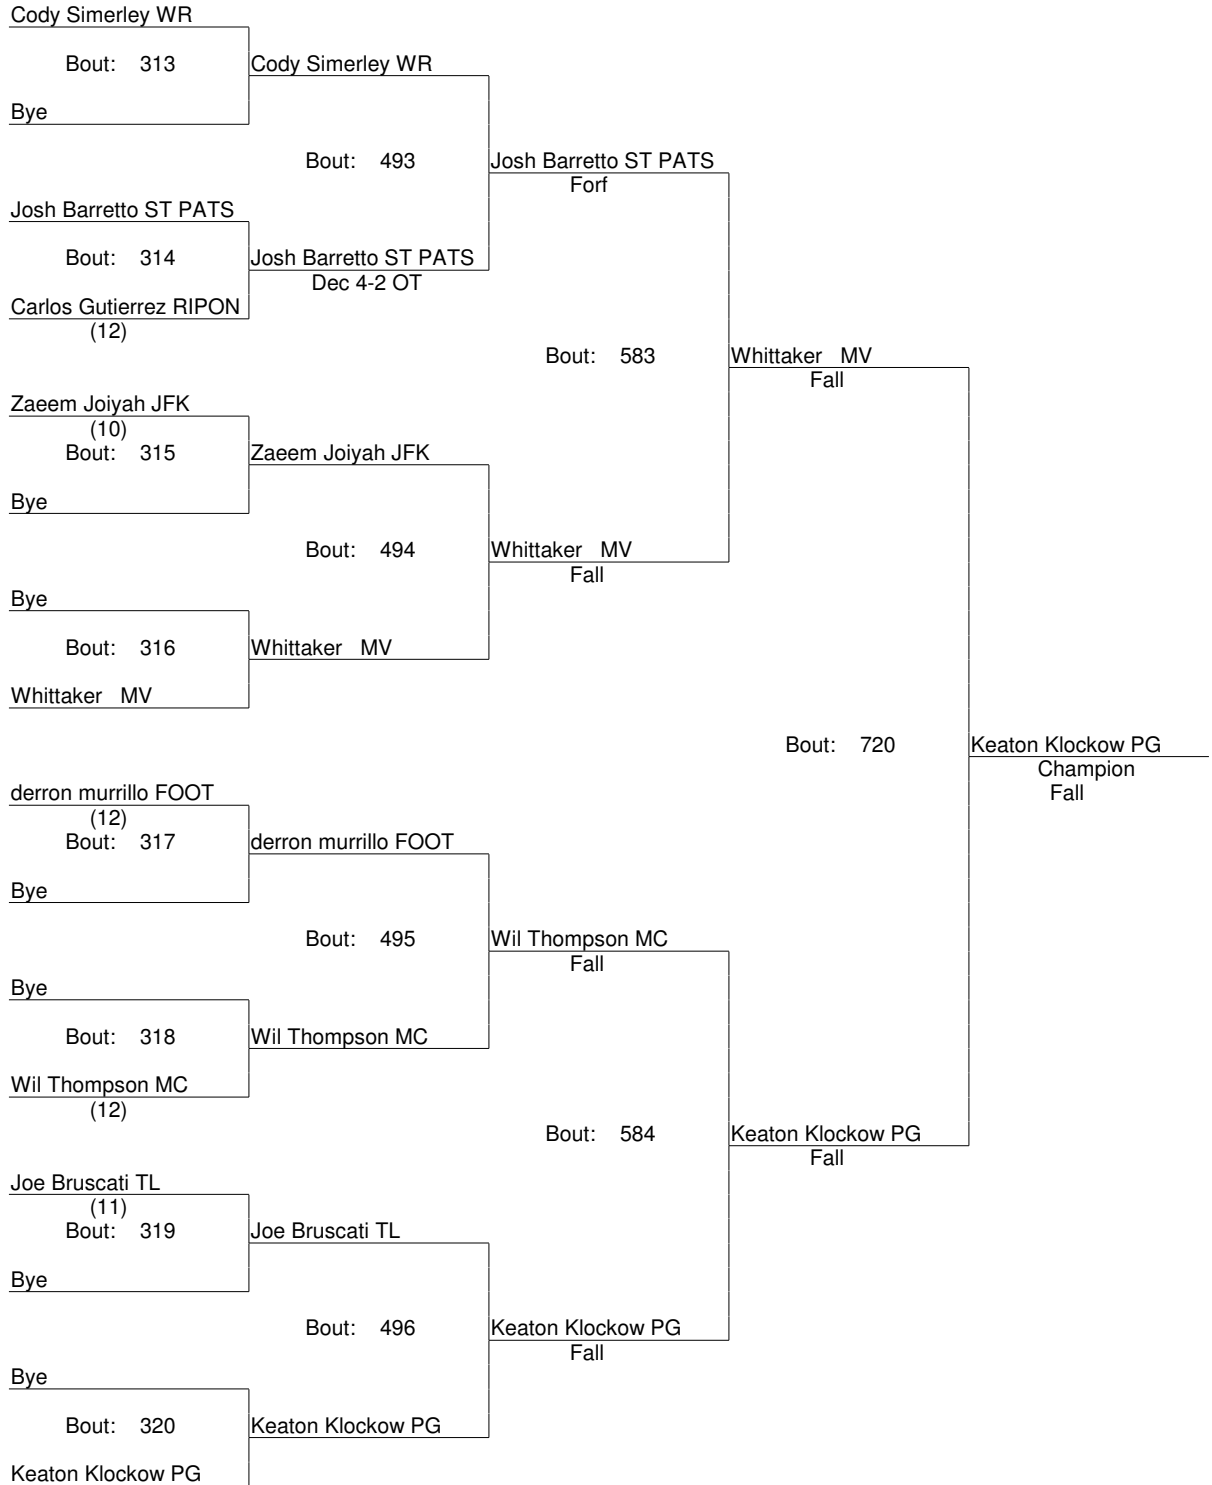 Cody Simerley WR
Bout: 313 Cody Simerley WR
Bye
Bout: 493 Josh Barretto ST PATS
Forf
Josh Barretto ST PATS
Bout: 314 Josh Barretto ST PATS
Dec 4-2 OT
Carlos Gutierrez RIPON
(12)
Bout: 583 Whittaker MV
Fall
Zaeem Joiyah JFK
(10)
Bout: 315 Zaeem Joiyah JFK
Bye
Bout: 494 Whittaker MV
Fall
Bye
Bout: 316 Whittaker MV
Whittaker MV
Bout: 720 Keaton Klockow PG
Champion
derron murrillo FOOT Fall
(12)
Bout: 317 derron murrillo FOOT
Bye
Bout: 495 Wil Thompson MC
Fall
Bye
Bout: 318 Wil Thompson MC
Wil Thompson MC
(12)
Bout: 584 Keaton Klockow PG
Fall
Joe Bruscati TL
(11)
Bout: 319 Joe Bruscati TL
Bye
Bout: 496 Keaton Klockow PG
Fall
Bye
Bout: 320 Keaton Klockow PG
Keaton Klockow PG